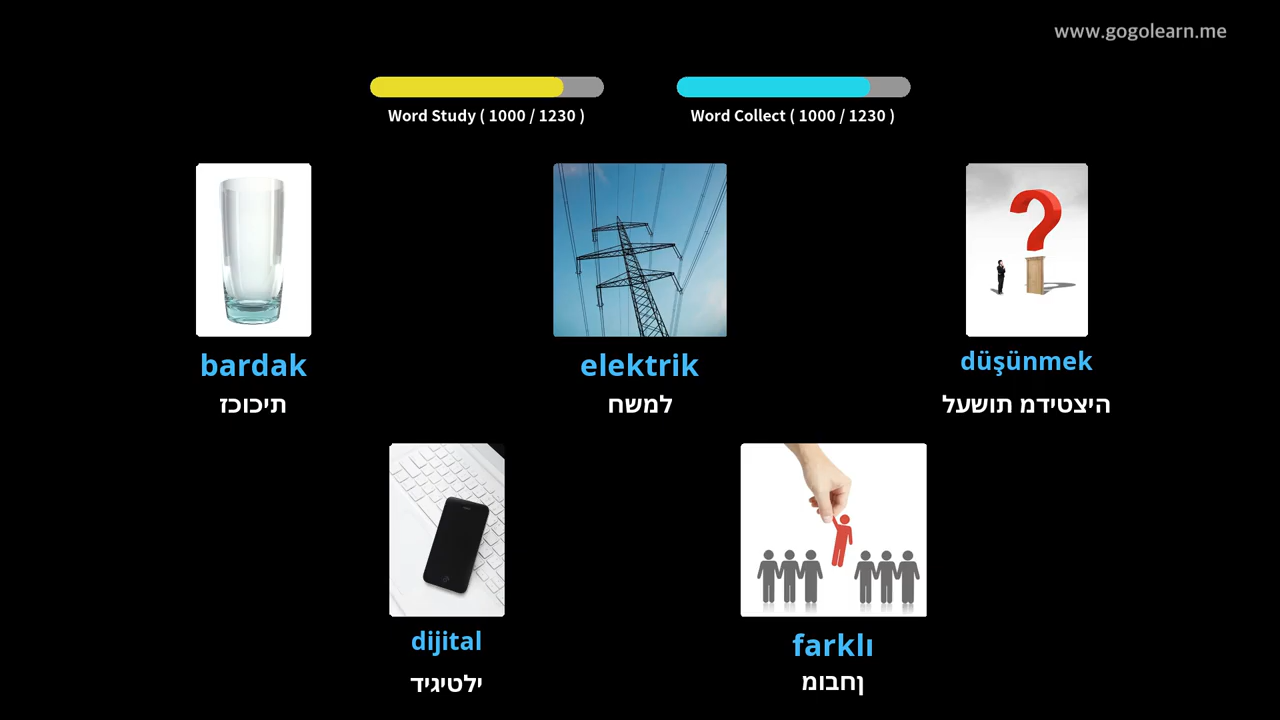 www.gogolearn.me
Word Study ( 1000 / 1230 )
Word Collect ( 1000 / 1230 )
bardak
תיכוכז
elektrik
למשח
düşünmek
היצטידמ תושעל
dijital
ילטיגיד
farklı
ןחבומ